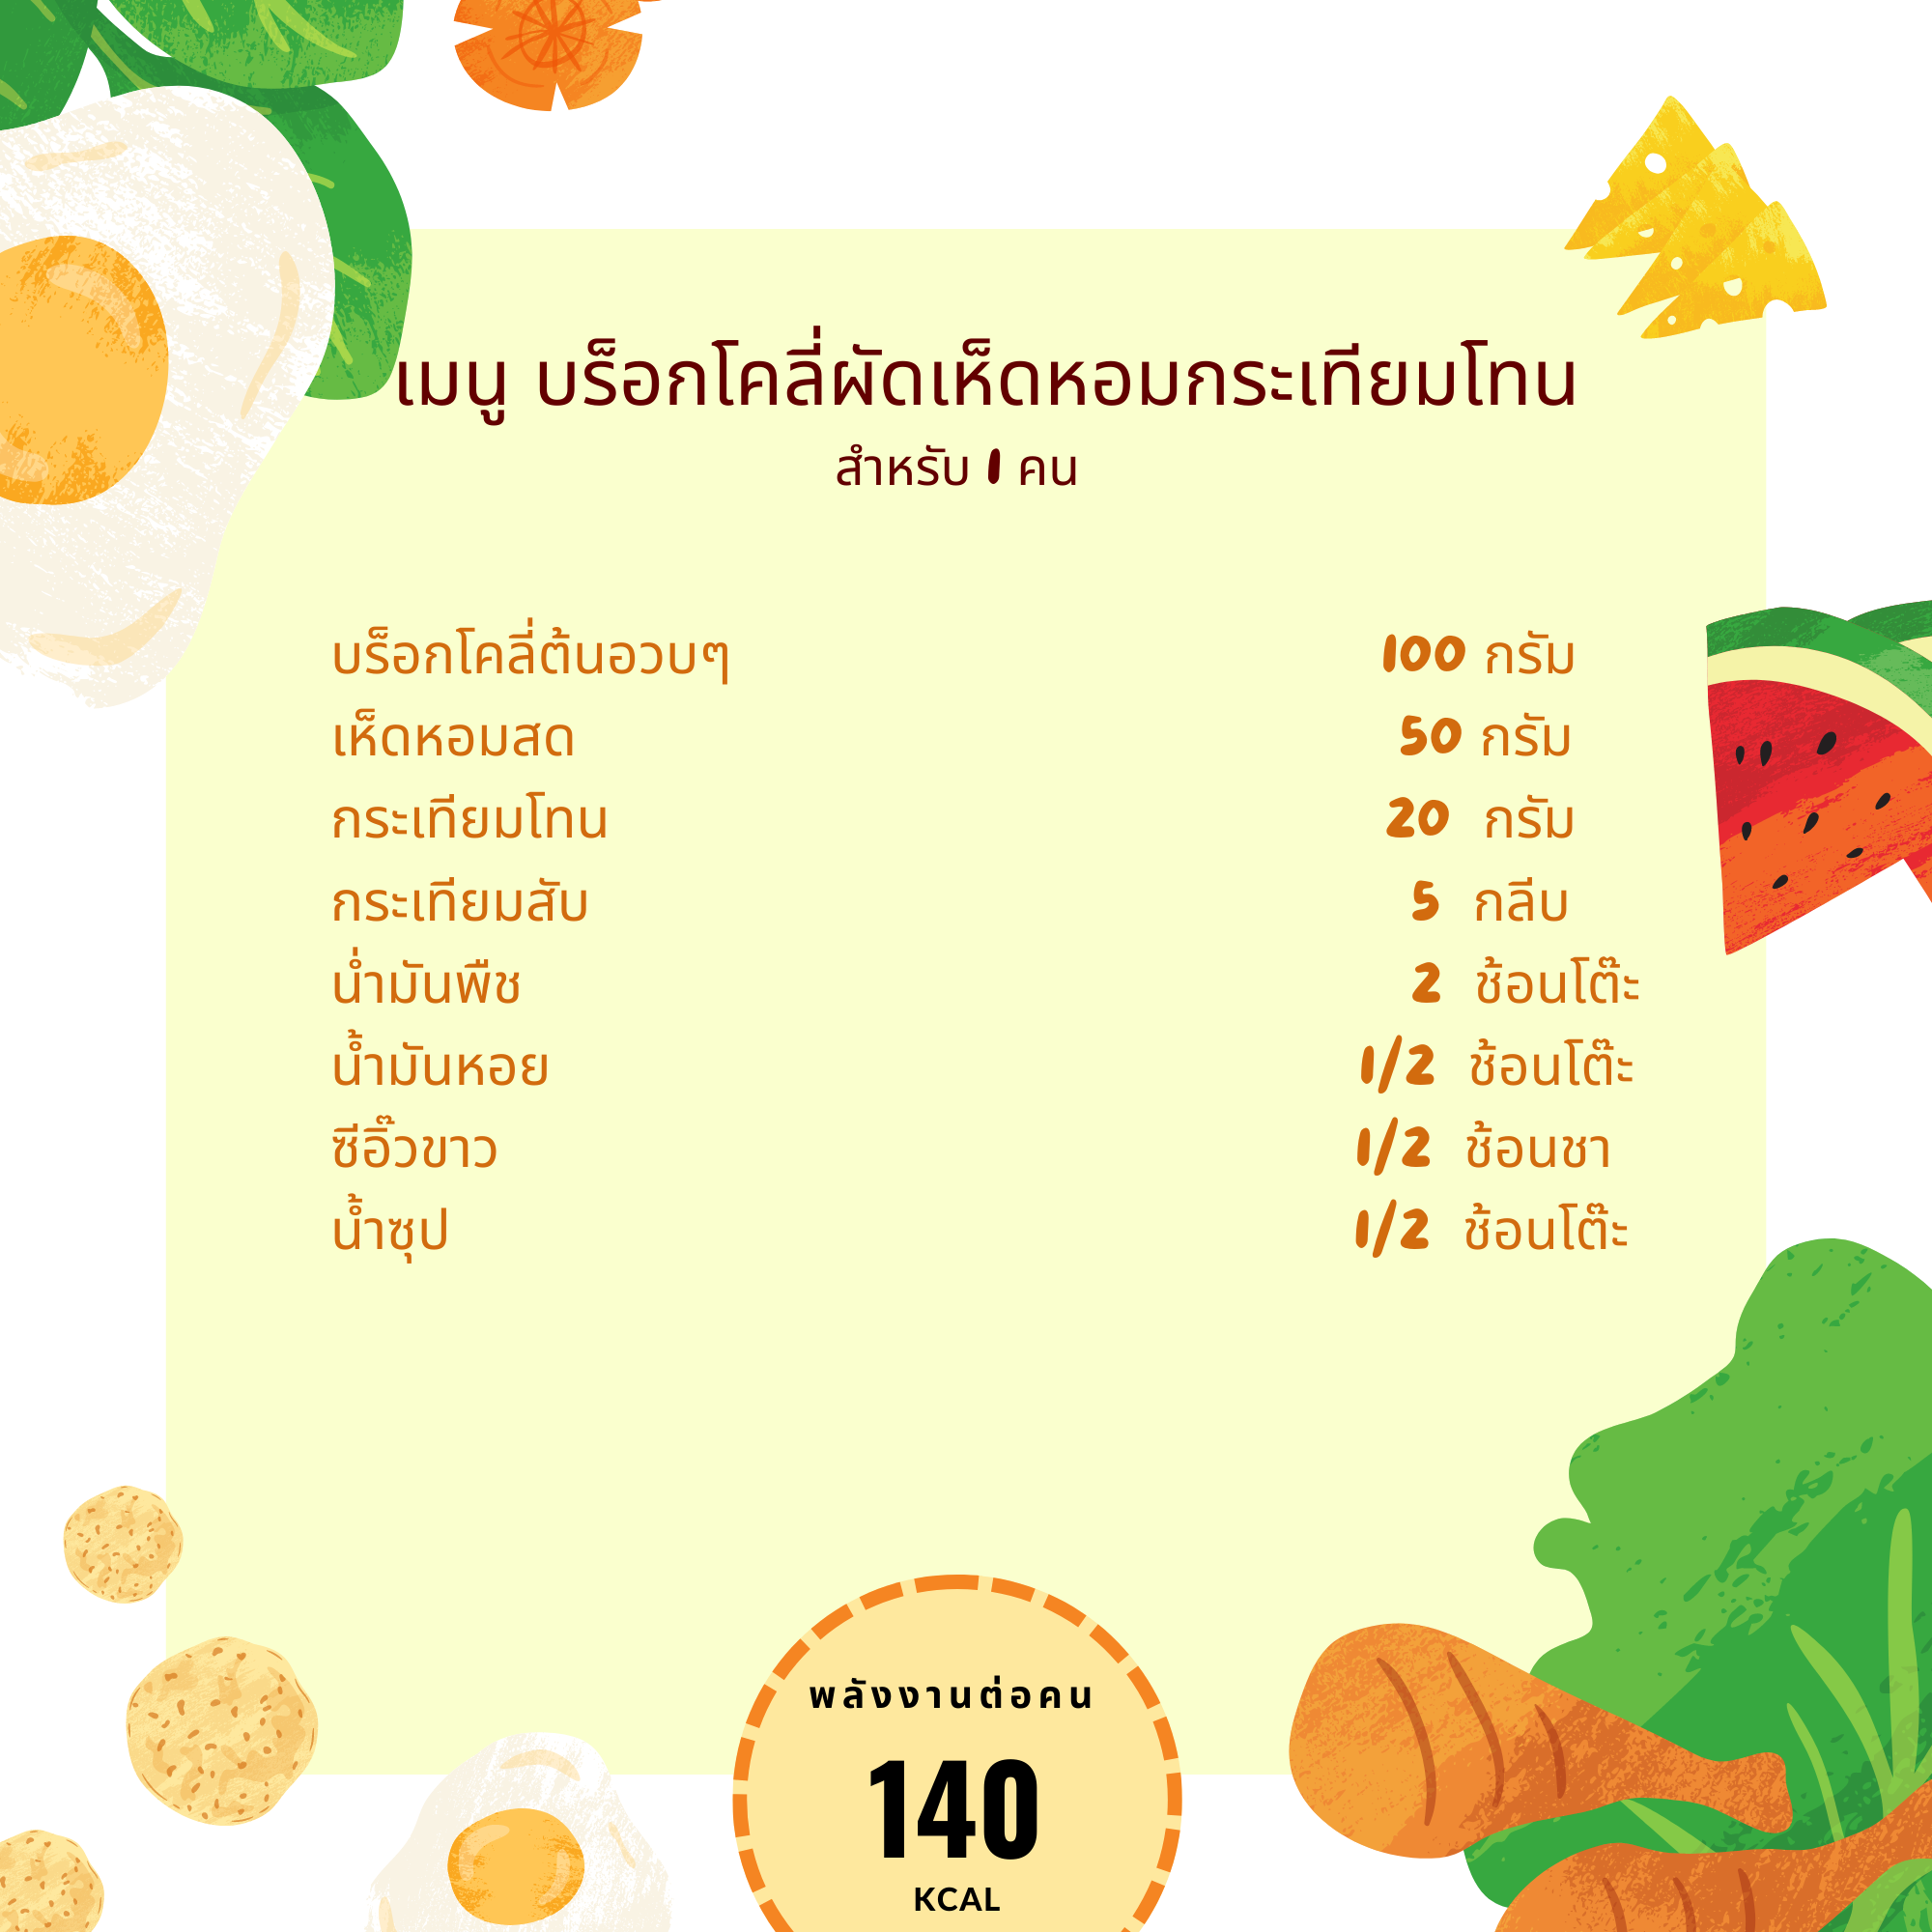 เมนู บร็อกโคลี่ผัดเห็ดหอมกระเทียมโทน
สำหรับ 1 คน
บร็อกโคลี่ต้นอวบๆ 100 กรัม
เห็ดหอมสด 50 กรัม
กระเทียมโทน 20 กรัม
กระเทียมสับ 5 กลีบ
น่ำมันพืช 2 ช้อนโต๊ะ
น้ำมันหอย 1/2 ช้อนโต๊ะ
ซีอิ๊วขาว 1/2 ช้อนชา
น้ำซุป 1/2 ช้อนโต๊ะ
พลังงานต่อคน
140
KCAL